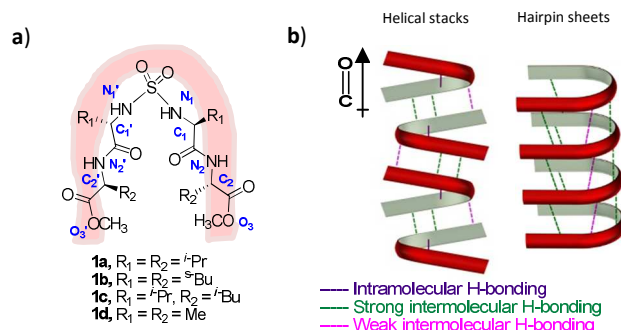 a)
O
O
S
N1'
HN
HN
N1
R1
R1
C1'
C1
O
O
HN
N2'
N2
NH
C2'
C2
R2
R2
O
O
OCH3
H3CO
O3
O3'
1a, R1 = R2 = i-Pr
1b, R1 = R2 = s-Bu
1c, R1 = i-Pr, R2 = i-Bu
1d, R1 = R2 = Me
b)
Helical stacks
Hairpin sheets
O
C
Intramolecular H-bonding
Strong intermolecular H-bonding
Weak intermolecular H-bonding